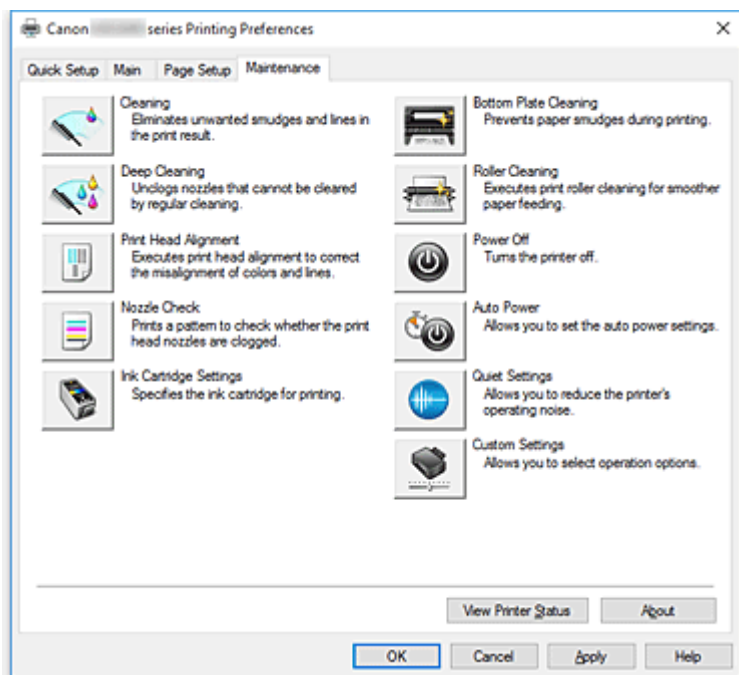 Canon series Printing Preferences
Quick Setup Main Page Setup Maintenance
Cleaning
Eliminates unwanted smudges and lines in
the print result.
Deep Cleaning
Unclogs nozzles that cannot be cleared
by regular cleaning.
Print Head Alignment
Executes print head alignment to correct
the misalignment of colors and lines.
Nozzle Check
Prints a pattern to check whether the print
head nozzles are clogged.
Ink Cartridge Settings
Specifies the ink cartridge for printing.
Bottom Plate Cleaning
Prevents paper smudges during printing.
Roller Cleaning
Executes print roller cleaning for smoother
paper feeding.
Power Off
Turns the printer off.
Auto Power
Allows you to set the auto power settings.
Quiet Settings
Allows you to reduce the printer's
operating noise.
Custom Settings
Allows you to select operation options.
View Printer Status About
OK Cancel Apply Help